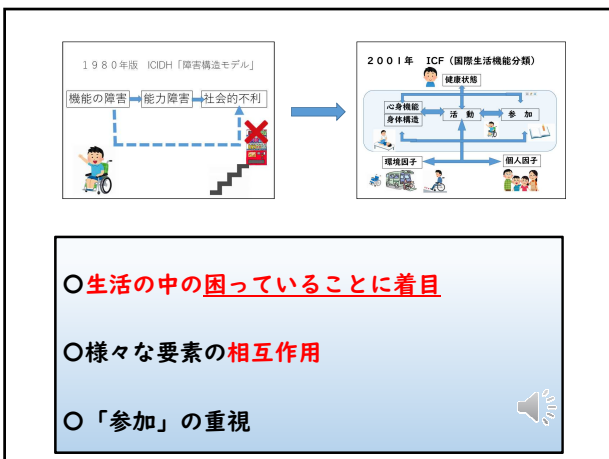 1980年版 ICIDH「障害構造モデル」
機能の障害
能力障害
社会的不利
2001年 ICF(国際生活機能分類)
健康状態
心身機能
身体構造
活 動
参 加
環境因子
個人因子
〇生活の中の困っていることに着目
〇様々な要素の相互作用
〇「参加」の重視